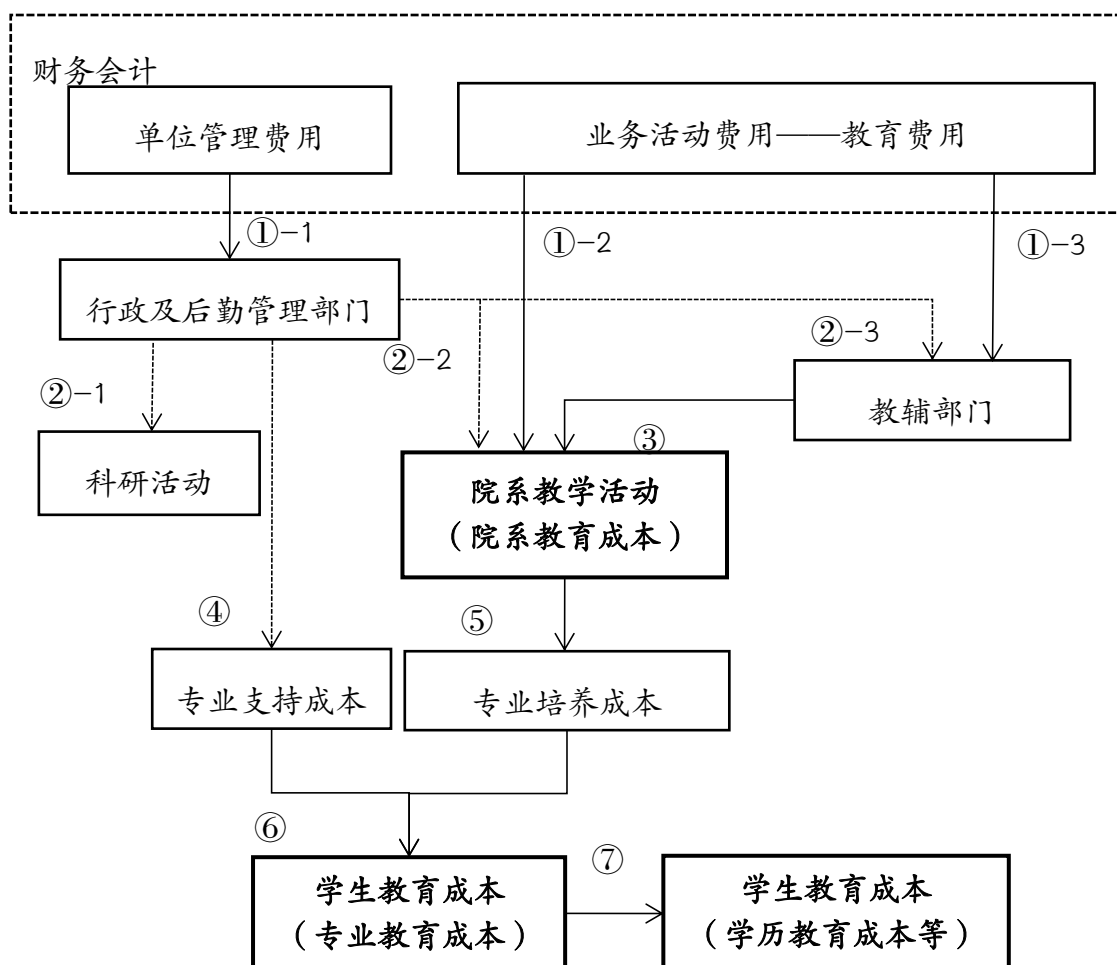 财务会计
单位管理费用
业务活动费用——教育费用
①-1
①-2
①-3
行政及后勤管理部门
②-1
②-2
②-3
教辅部门
科研活动
③
院系教学活动
（院系教育成本）
④
⑤
专业支持成本
专业培养成本
⑥
⑦
学生教育成本
（专业教育成本）
学生教育成本
（学历教育成本等）